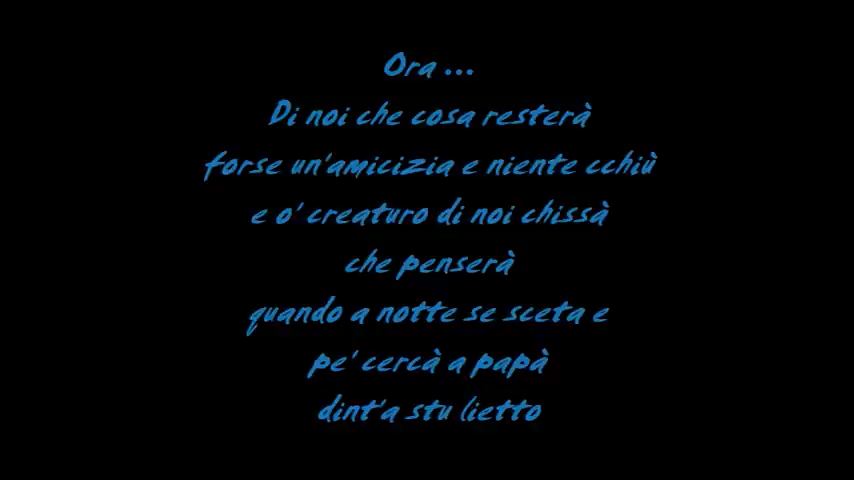 Ora ...
Di noi che cosa resterà
forse un'amicizia e niente cchiù
e o' creaturo di noi chissà
che penserà
quando a notte se sceta e
pe' cercà a papà
dint'a stu lietto